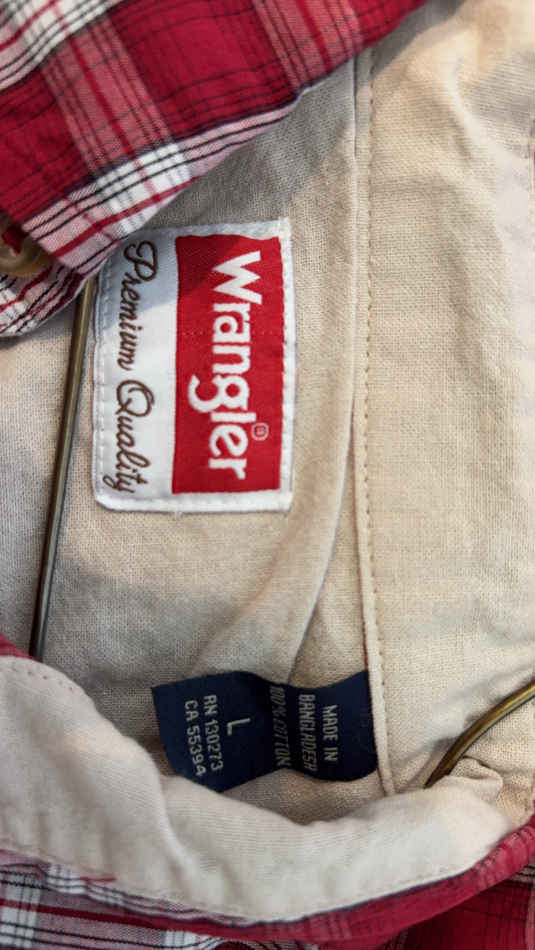 Wrangler®
Premium Quality
MADE IN
BANGLADESH
100% COTTON
L
RN 130273
CA 55394